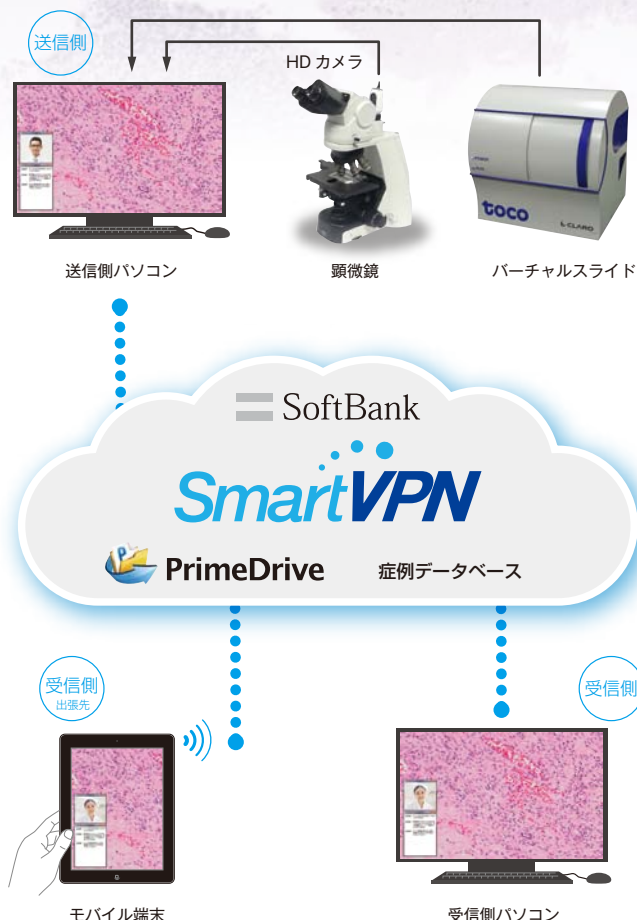 送信側
HD カメラ
toco
CLARO
送信側パソコン
顕微鏡
バーチャルスライド
SoftBank
SmartVPN
PrimeDrive
症例データベース
受信側
出張先
受信側
モバイル端末
受信側パソコン